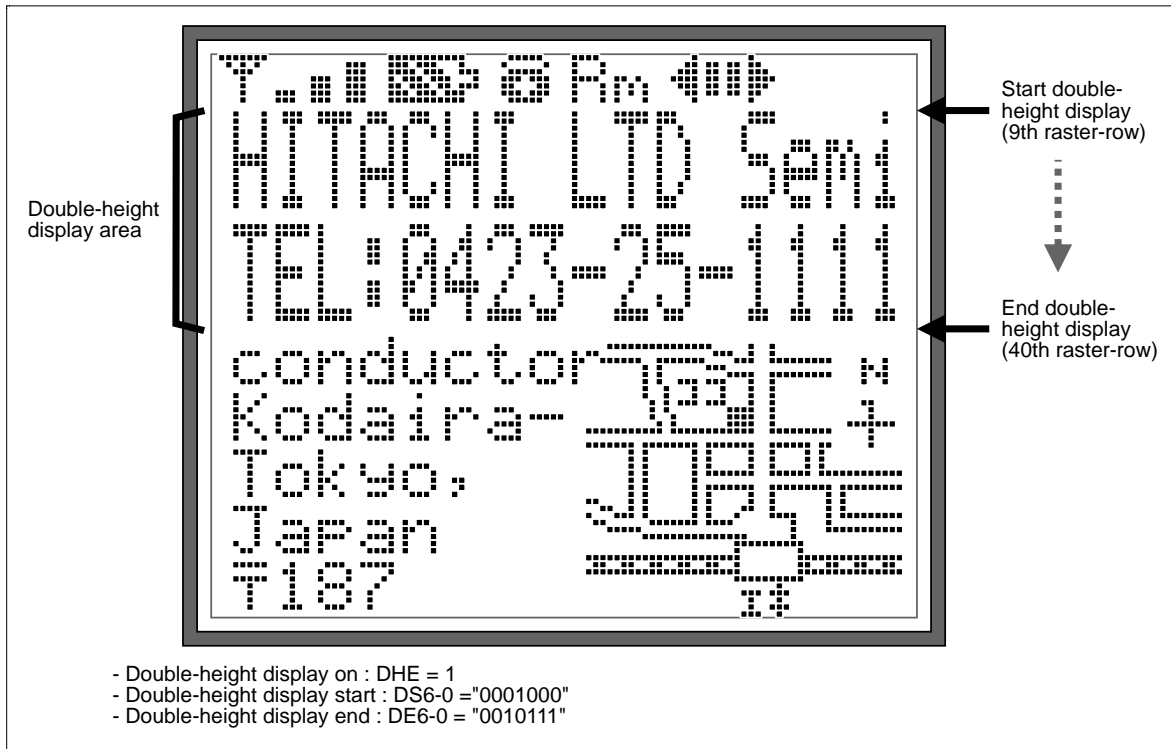 Rm
HITACHI LTD Semi
TEL:0423-25-1111
conductor
Kodaira-
Tokyo,
Japan
〒187
N
Double-height
display area
Start double-
height display
(9th raster-row)
End double-
height display
(40th raster-row)
- Double-height display on : DHE = 1
- Double-height display start : DS6-0 ="0001000"
- Double-height display end : DE6-0 = "0010111"